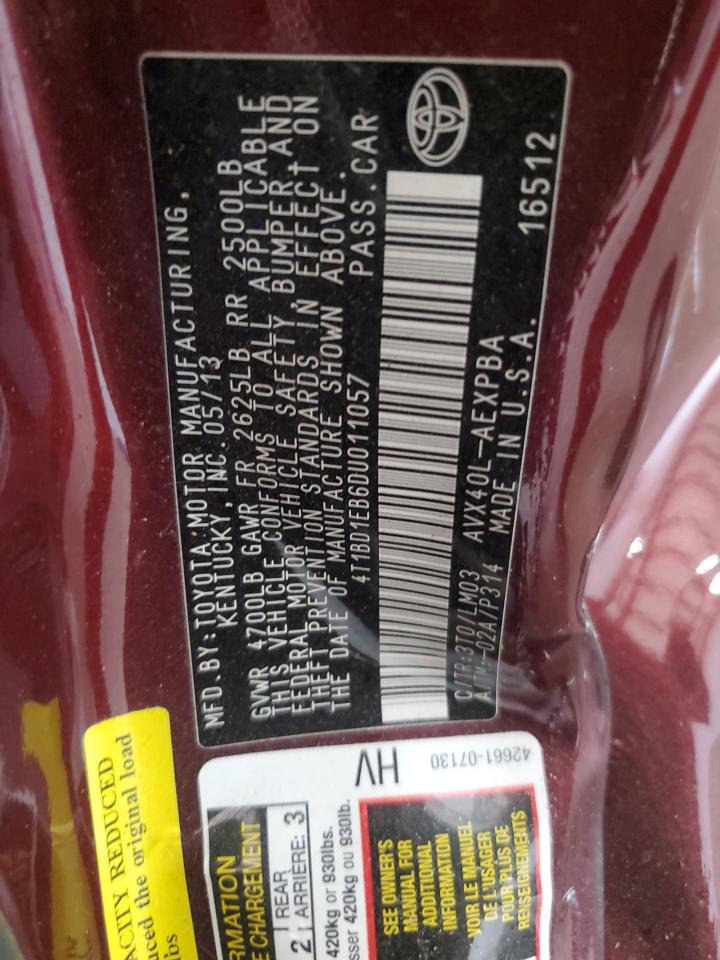 MFD.BY:TOYOTA MOTOR MANUFACTURING,
KENTUCKY, INC. 05/13
GVWR 4700LB GAWR FR 2625LB RR 2500LB
THIS VEHICLE CONFORMS TO ALL APPLICABLE
FEDERAL MOTOR VEHICLE SAFETY, BUMPER AND
THEFT PREVENTION STANDARDS IN EFFECT ON
THE DATE OF MANUFACTURE SHOWN ABOVE.
4T1BD1EB6DU011057 PASS.CAR
C/TR:3T0/LM03 AVX40L-AEXPBA
A/TM:-02A/P314 MADE IN U.S.A. 16512
ACITY REDUCED
uced the original load
lbs
HV
42661-07130
RMATION
E CHARGEMENT
2 REAR
ARRIÈRE: 3
420kg or 930lbs.
sser 420kg ou 930lb.
SEE OWNER'S
MANUAL FOR
ADDITIONAL
INFORMATION
VOIR LE MANUEL
DE L'USAGER
POUR PLUS DE
RENSEIGNEMENTS